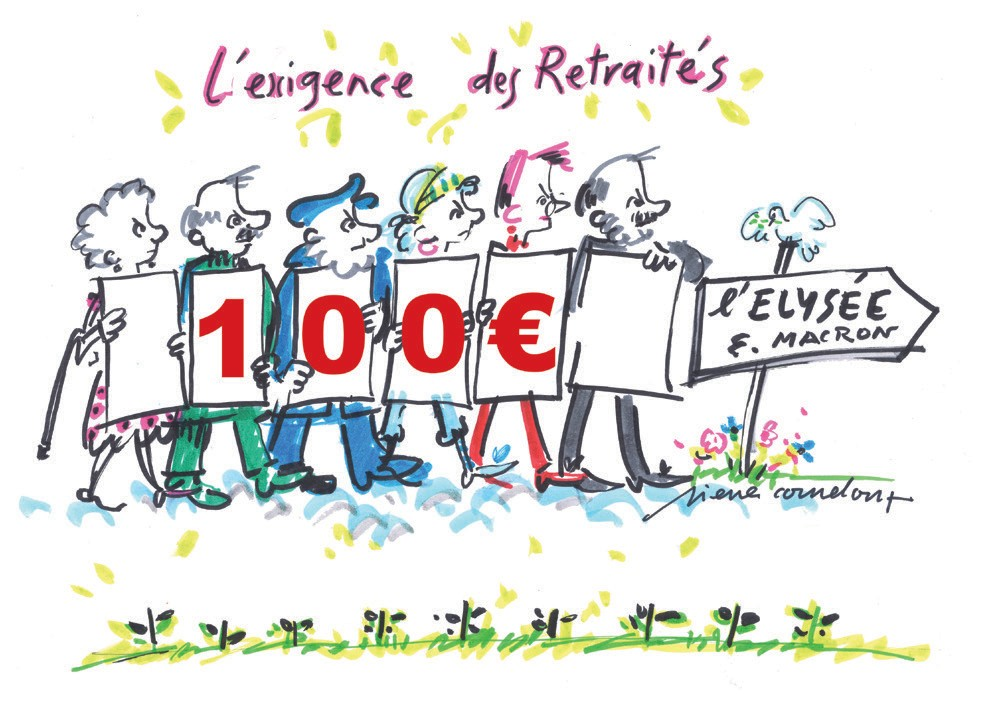 L'exigence des Retraités
100€
l'ELYSÉE
E. MACRON